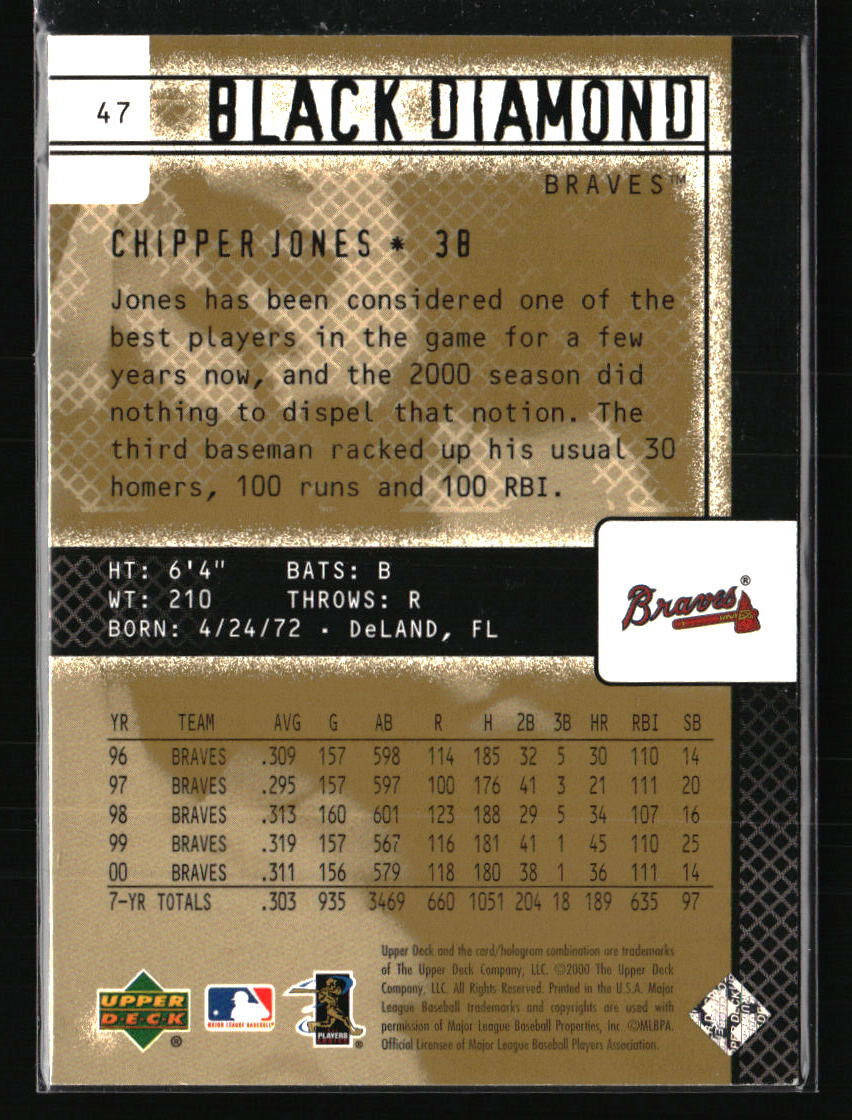 47
BLACK DIAMOND
BRAVES™
CHIPPER JONES * 3B
Jones has been considered one of the
best players in the game for a few
years now, and the 2000 season did
nothing to dispel that notion. The
third baseman racked up his usual 30
homers, 100 runs and 100 RBI.
HT: 6'4" BATS: B
WT: 210 THROWS: R
BORN: 4/24/72 · DeLAND, FL
Braves®
YR TEAM AVG G AB R H 2B 3B HR RBI SB
96 BRAVES .309 157 598 114 185 32 5 30 110 14
97 BRAVES .295 157 597 100 176 41 3 21 111 20
98 BRAVES .313 160 601 123 188 29 5 34 107 16
99 BRAVES .319 157 567 116 181 41 1 45 110 25
00 BRAVES .311 156 579 118 180 38 1 36 111 14
7-YR TOTALS .303 935 3469 660 1051 204 18 189 635 97
Upper Deck and the card/hologram combination are trademarks
of The Upper Deck Company, LLC. ©2000 The Upper Deck
Company, LLC. All Rights Reserved. Printed in the U.S.A. Major
League Baseball trademarks and copyrights are used with
permission of Major League Baseball Properties, Inc. ©MLBPA.
Official Licensee of Major League Baseball Players Association.
UPPER
DECK®
MAJOR LEAGUE BASEBALL
PLAYERS